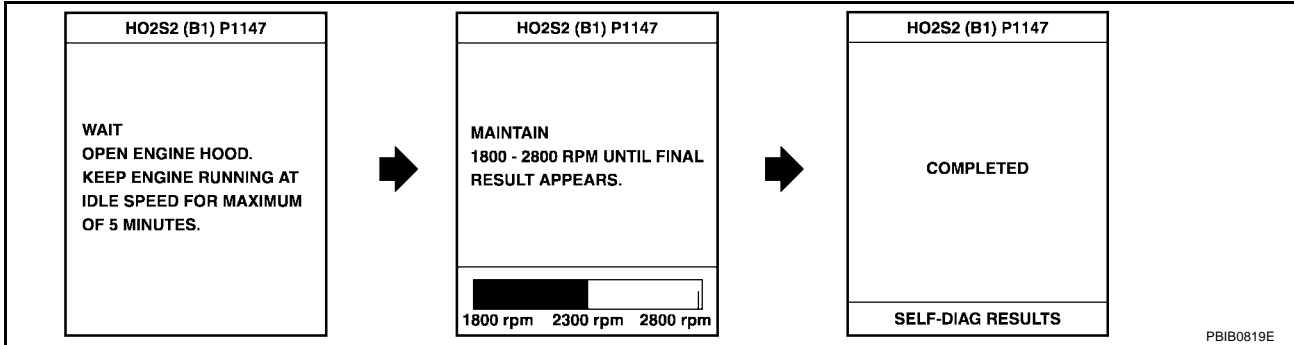 HO2S2 (B1) P1147
WAIT
OPEN ENGINE HOOD.
KEEP ENGINE RUNNING AT
IDLE SPEED FOR MAXIMUM
OF 5 MINUTES.
HO2S2 (B1) P1147
MAINTAIN
1800 - 2800 RPM UNTIL FINAL
RESULT APPEARS.
1800 rpm 2300 rpm 2800 rpm
HO2S2 (B1) P1147
COMPLETED
SELF-DIAG RESULTS
PBIB0819E